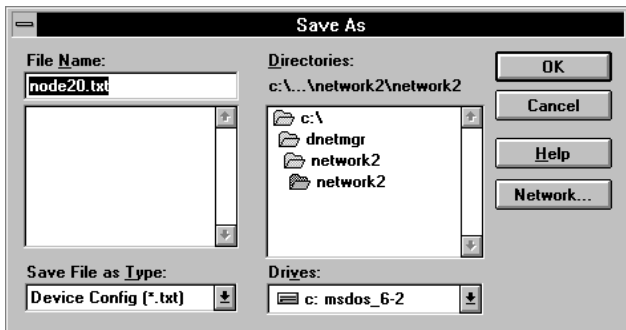 Save As
File Name:
node20.txt
Directories:
c:\...\network2\network2
c:\
dnetmgr
network2
network2
OK
Cancel
Help
Network...
Save File as Type:
Device Config (*.txt)
Drives:
c: msdos_6-2